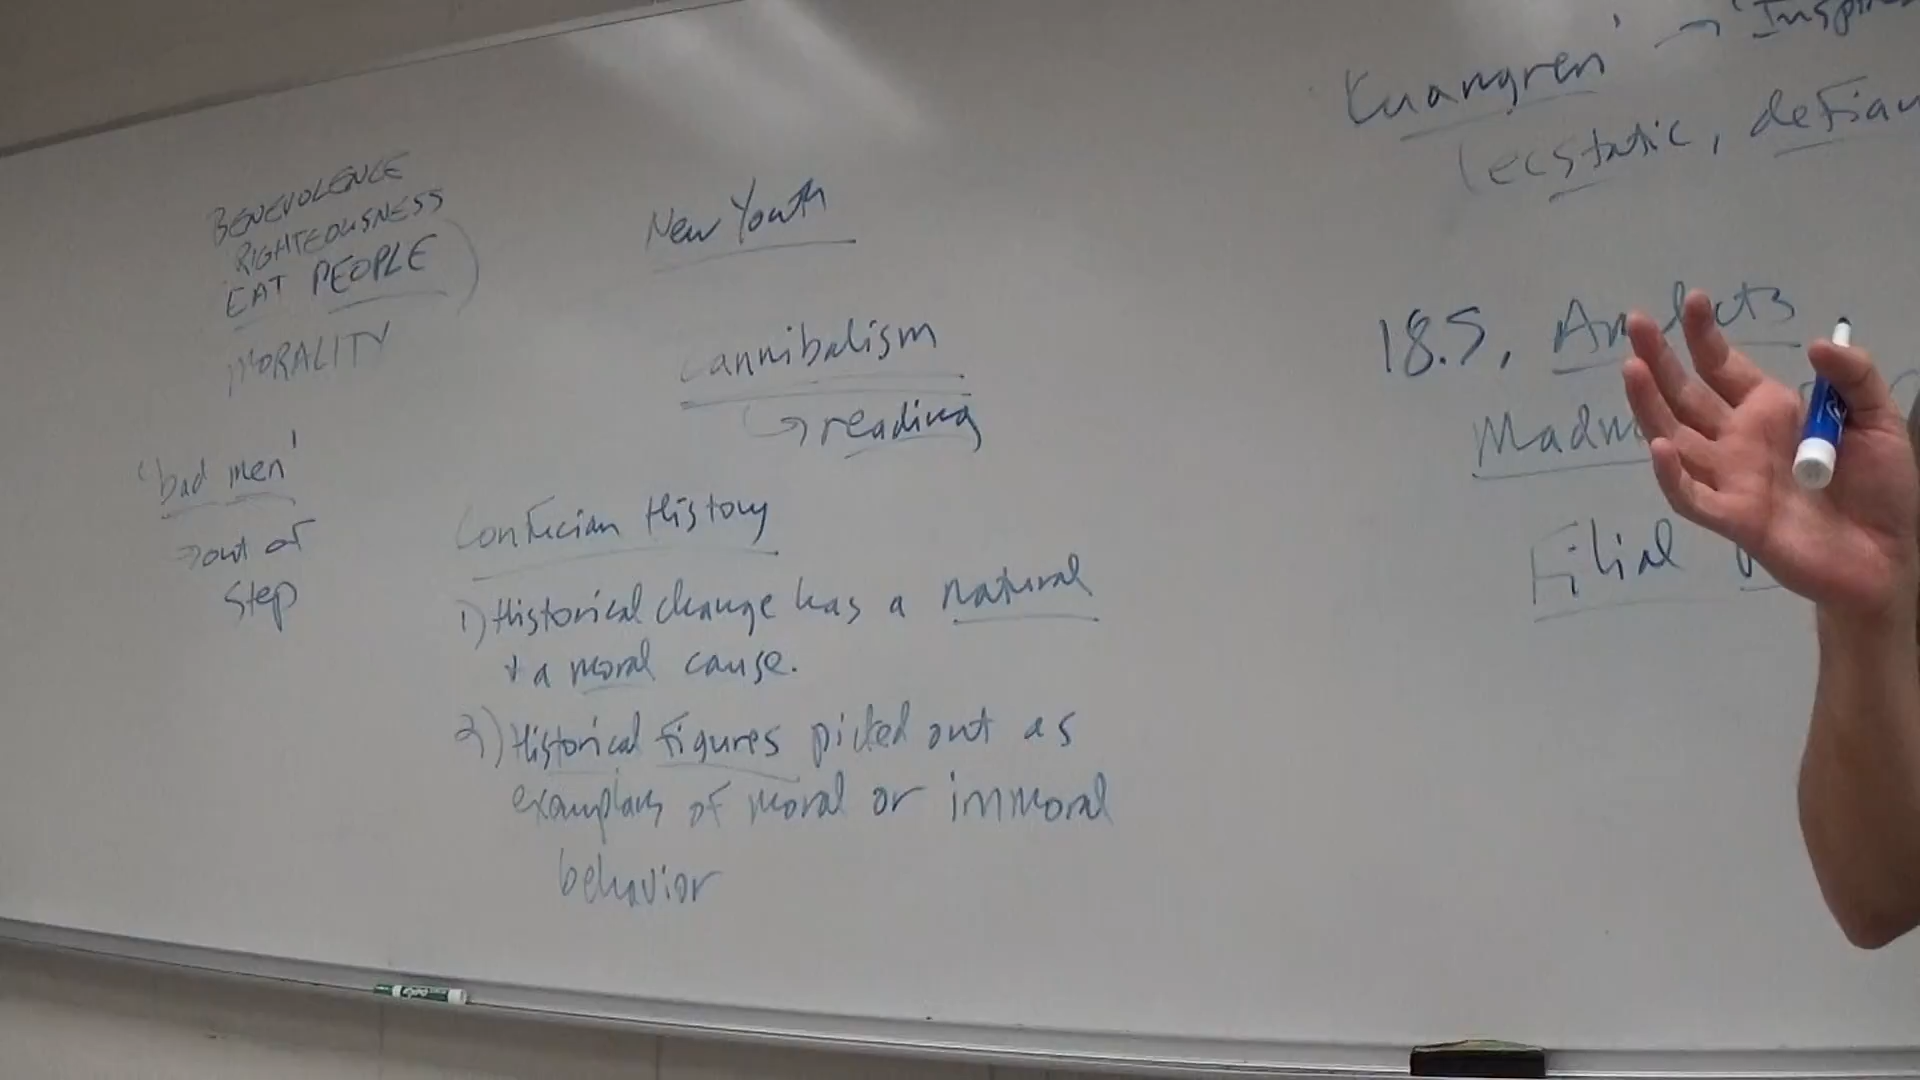 BENEVOLENCE
RIGHTEOUSNESS
EAT PEOPLE)
MORALITY
'bad men'
→out of
step
New Youth
cannibalism
↪reading
Confucian History
1) Historical change has a natural
+ a moral cause.
2) Historical figures picked out as
exemplars of moral or immoral
behavior
Kuangren' →
(ecstatic,
18.5, Analects
Filial